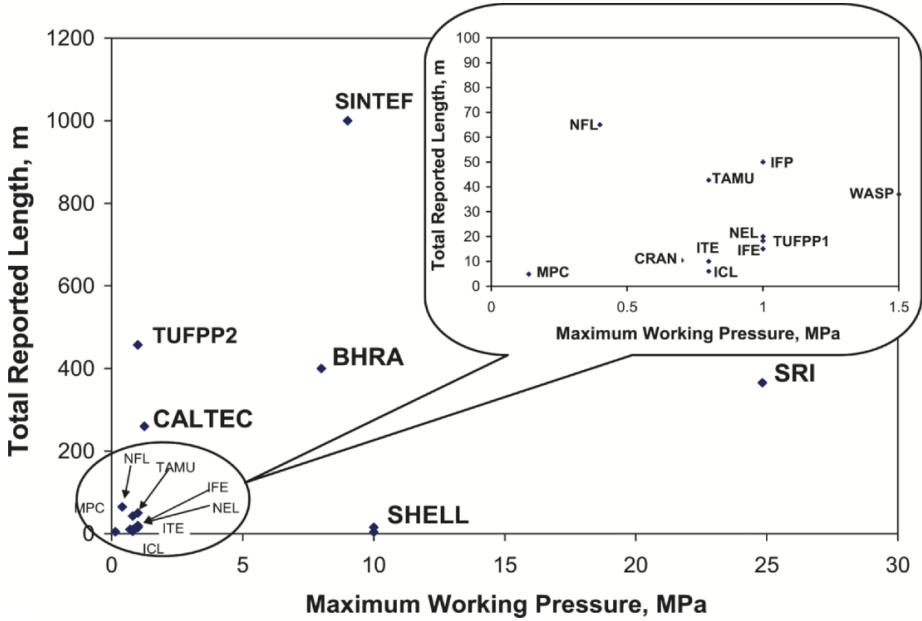 1200
1000
800
600
400
200
0
Total Reported Length, m
0 5 10 15 20 25 30
Maximum Working Pressure, MPa
SINTEF
TUFPP2
BHRA
SRI
CALTEC
SHELL
NFL
TAMU
IFE
MPC
NEL
ITE
ICL
100
90
80
70
60
50
40
30
20
10
0
Total Reported Length, m
0 0.5 1 1.5
Maximum Working Pressure, MPa
NFL
IFP
TAMU
WASP
NEL
TUFPP1
ITE
IFE
CRAN
MPC
ICL